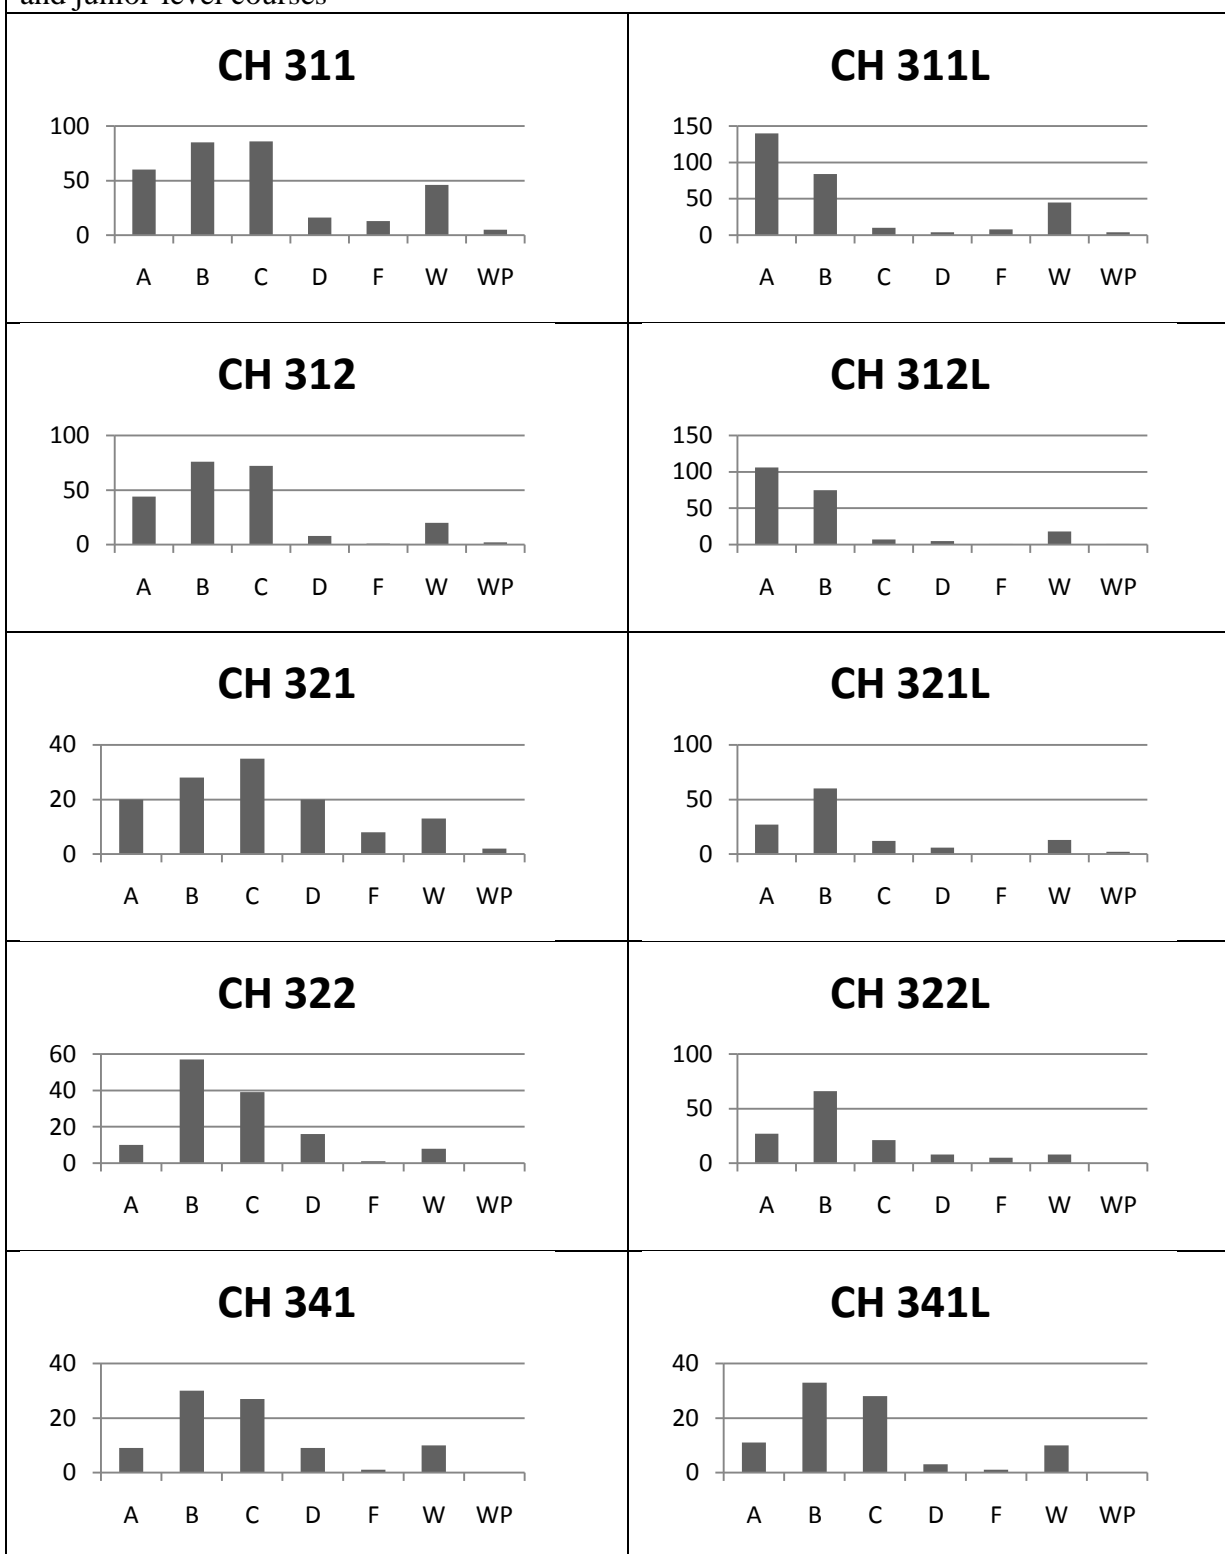 and junior-level courses
CH 311
100
50
0
A B C D F W WP
CH 311L
150
100
50
0
A B C D F W WP
CH 312
100
50
0
A B C D F W WP
CH 312L
150
100
50
0
A B C D F W WP
CH 321
40
20
0
A B C D F W WP
CH 321L
100
50
0
A B C D F W WP
CH 322
60
40
20
0
A B C D F W WP
CH 322L
100
50
0
A B C D F W WP
CH 341
40
20
0
A B C D F W WP
CH 341L
40
20
0
A B C D F W WP